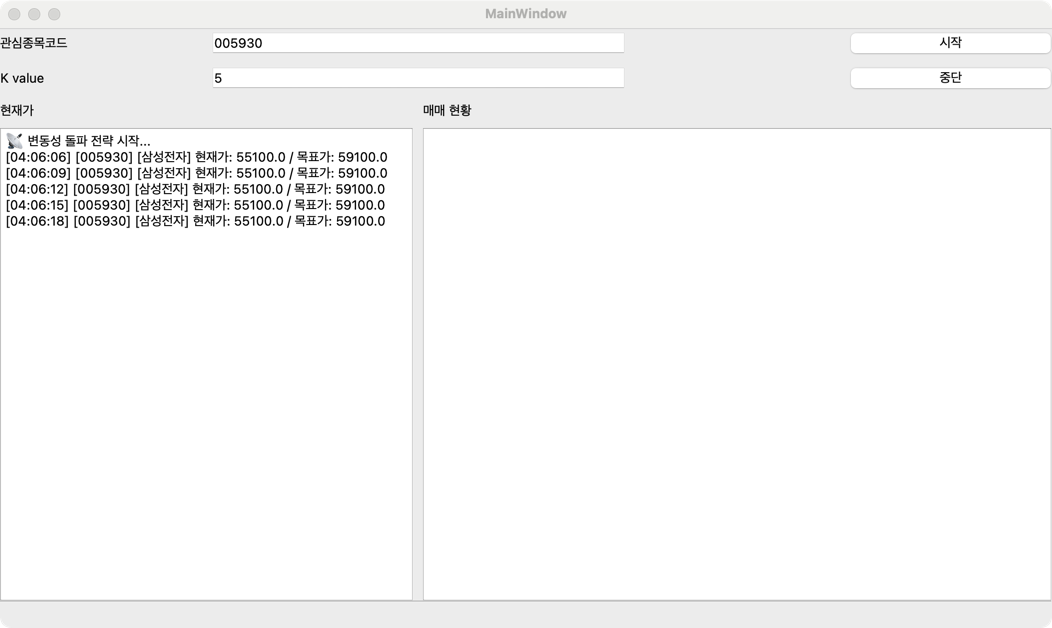 MainWindow
관심종목코드 005930 시작
K value 5 중단
현재가 매매 현황
변동성 돌파 전략 시작...
[04:06:06] [005930] [삼성전자] 현재가: 55100.0 / 목표가: 59100.0
[04:06:09] [005930] [삼성전자] 현재가: 55100.0 / 목표가: 59100.0
[04:06:12] [005930] [삼성전자] 현재가: 55100.0 / 목표가: 59100.0
[04:06:15] [005930] [삼성전자] 현재가: 55100.0 / 목표가: 59100.0
[04:06:18] [005930] [삼성전자] 현재가: 55100.0 / 목표가: 59100.0